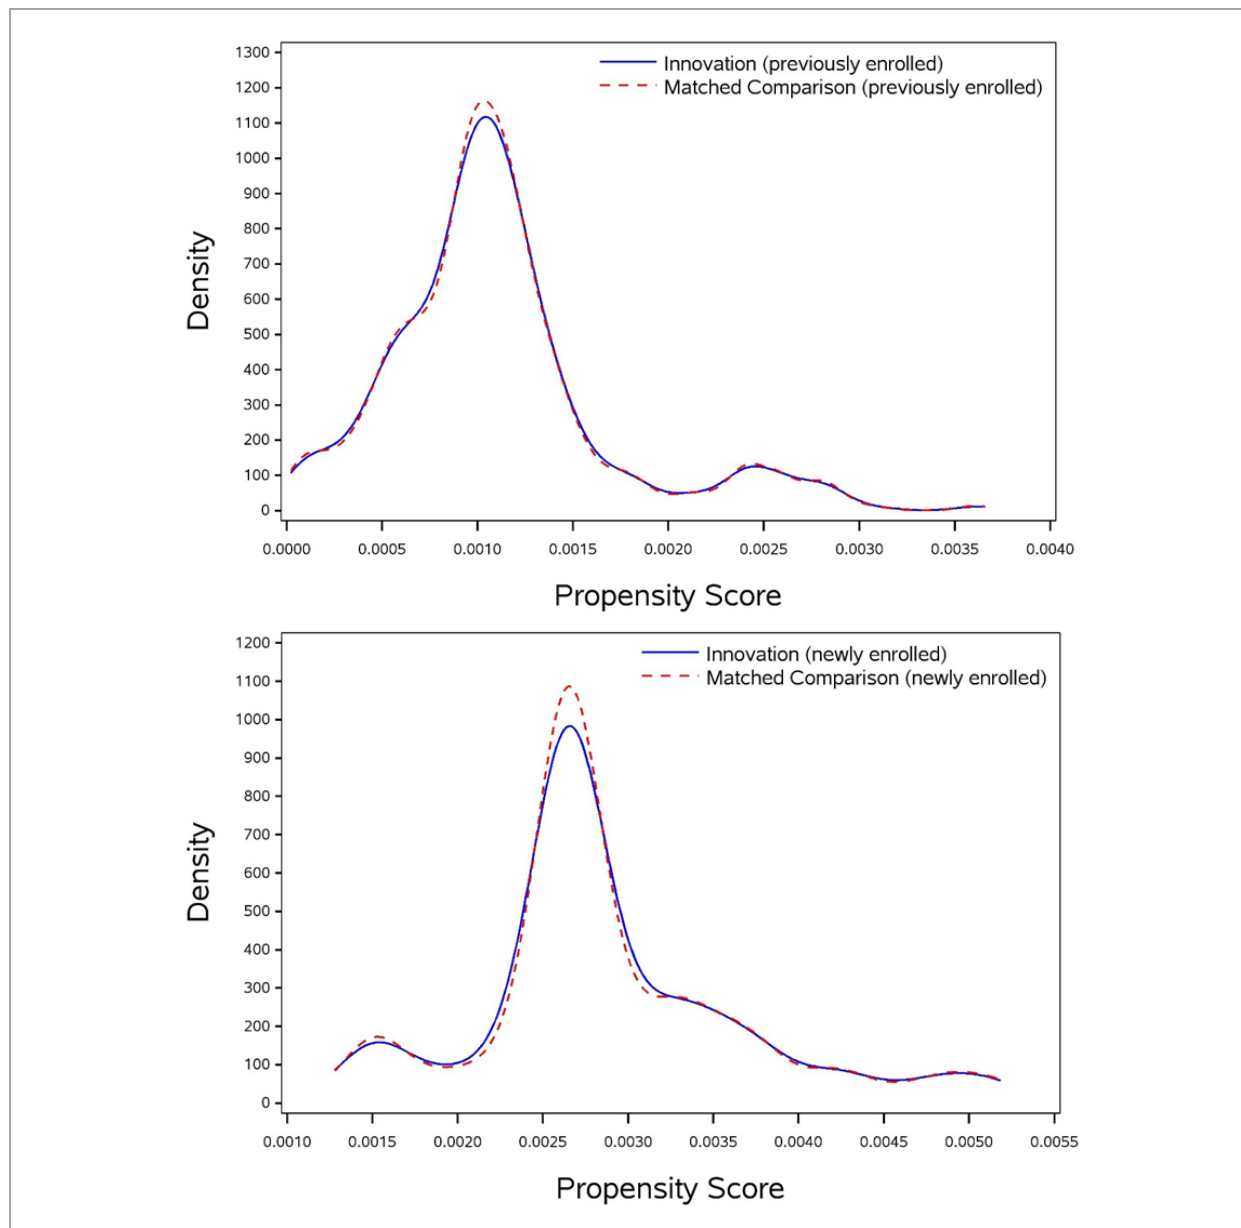 Innovation (previously enrolled)
Matched Comparison (previously enrolled)
1300
1200
1100
1000
900
800
700
600
500
400
300
200
100
0
Density
0.0000 0.0005 0.0010 0.0015 0.0020 0.0025 0.0030 0.0035 0.0040
Propensity Score
Innovation (newly enrolled)
Matched Comparison (newly enrolled)
1200
1100
1000
900
800
700
600
500
400
300
200
100
0
Density
0.0010 0.0015 0.0020 0.0025 0.0030 0.0035 0.0040 0.0045 0.0050 0.0055
Propensity Score